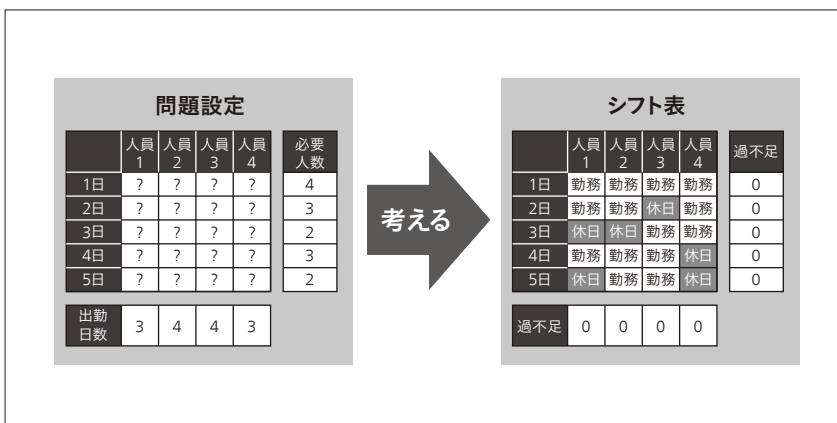 問題設定
人員1 人員2 人員3 人員4 必要人数
1日 ? ? ? ? 4
2日 ? ? ? ? 3
3日 ? ? ? ? 2
4日 ? ? ? ? 3
5日 ? ? ? ? 2
出勤日数 3 4 4 3
考える
シフト表
人員1 人員2 人員3 人員4 過不足
1日 勤務 勤務 勤務 勤務 0
2日 勤務 勤務 休日 勤務 0
3日 休日 休日 勤務 勤務 0
4日 勤務 勤務 勤務 休日 0
5日 休日 勤務 勤務 休日 0
過不足 0 0 0 0